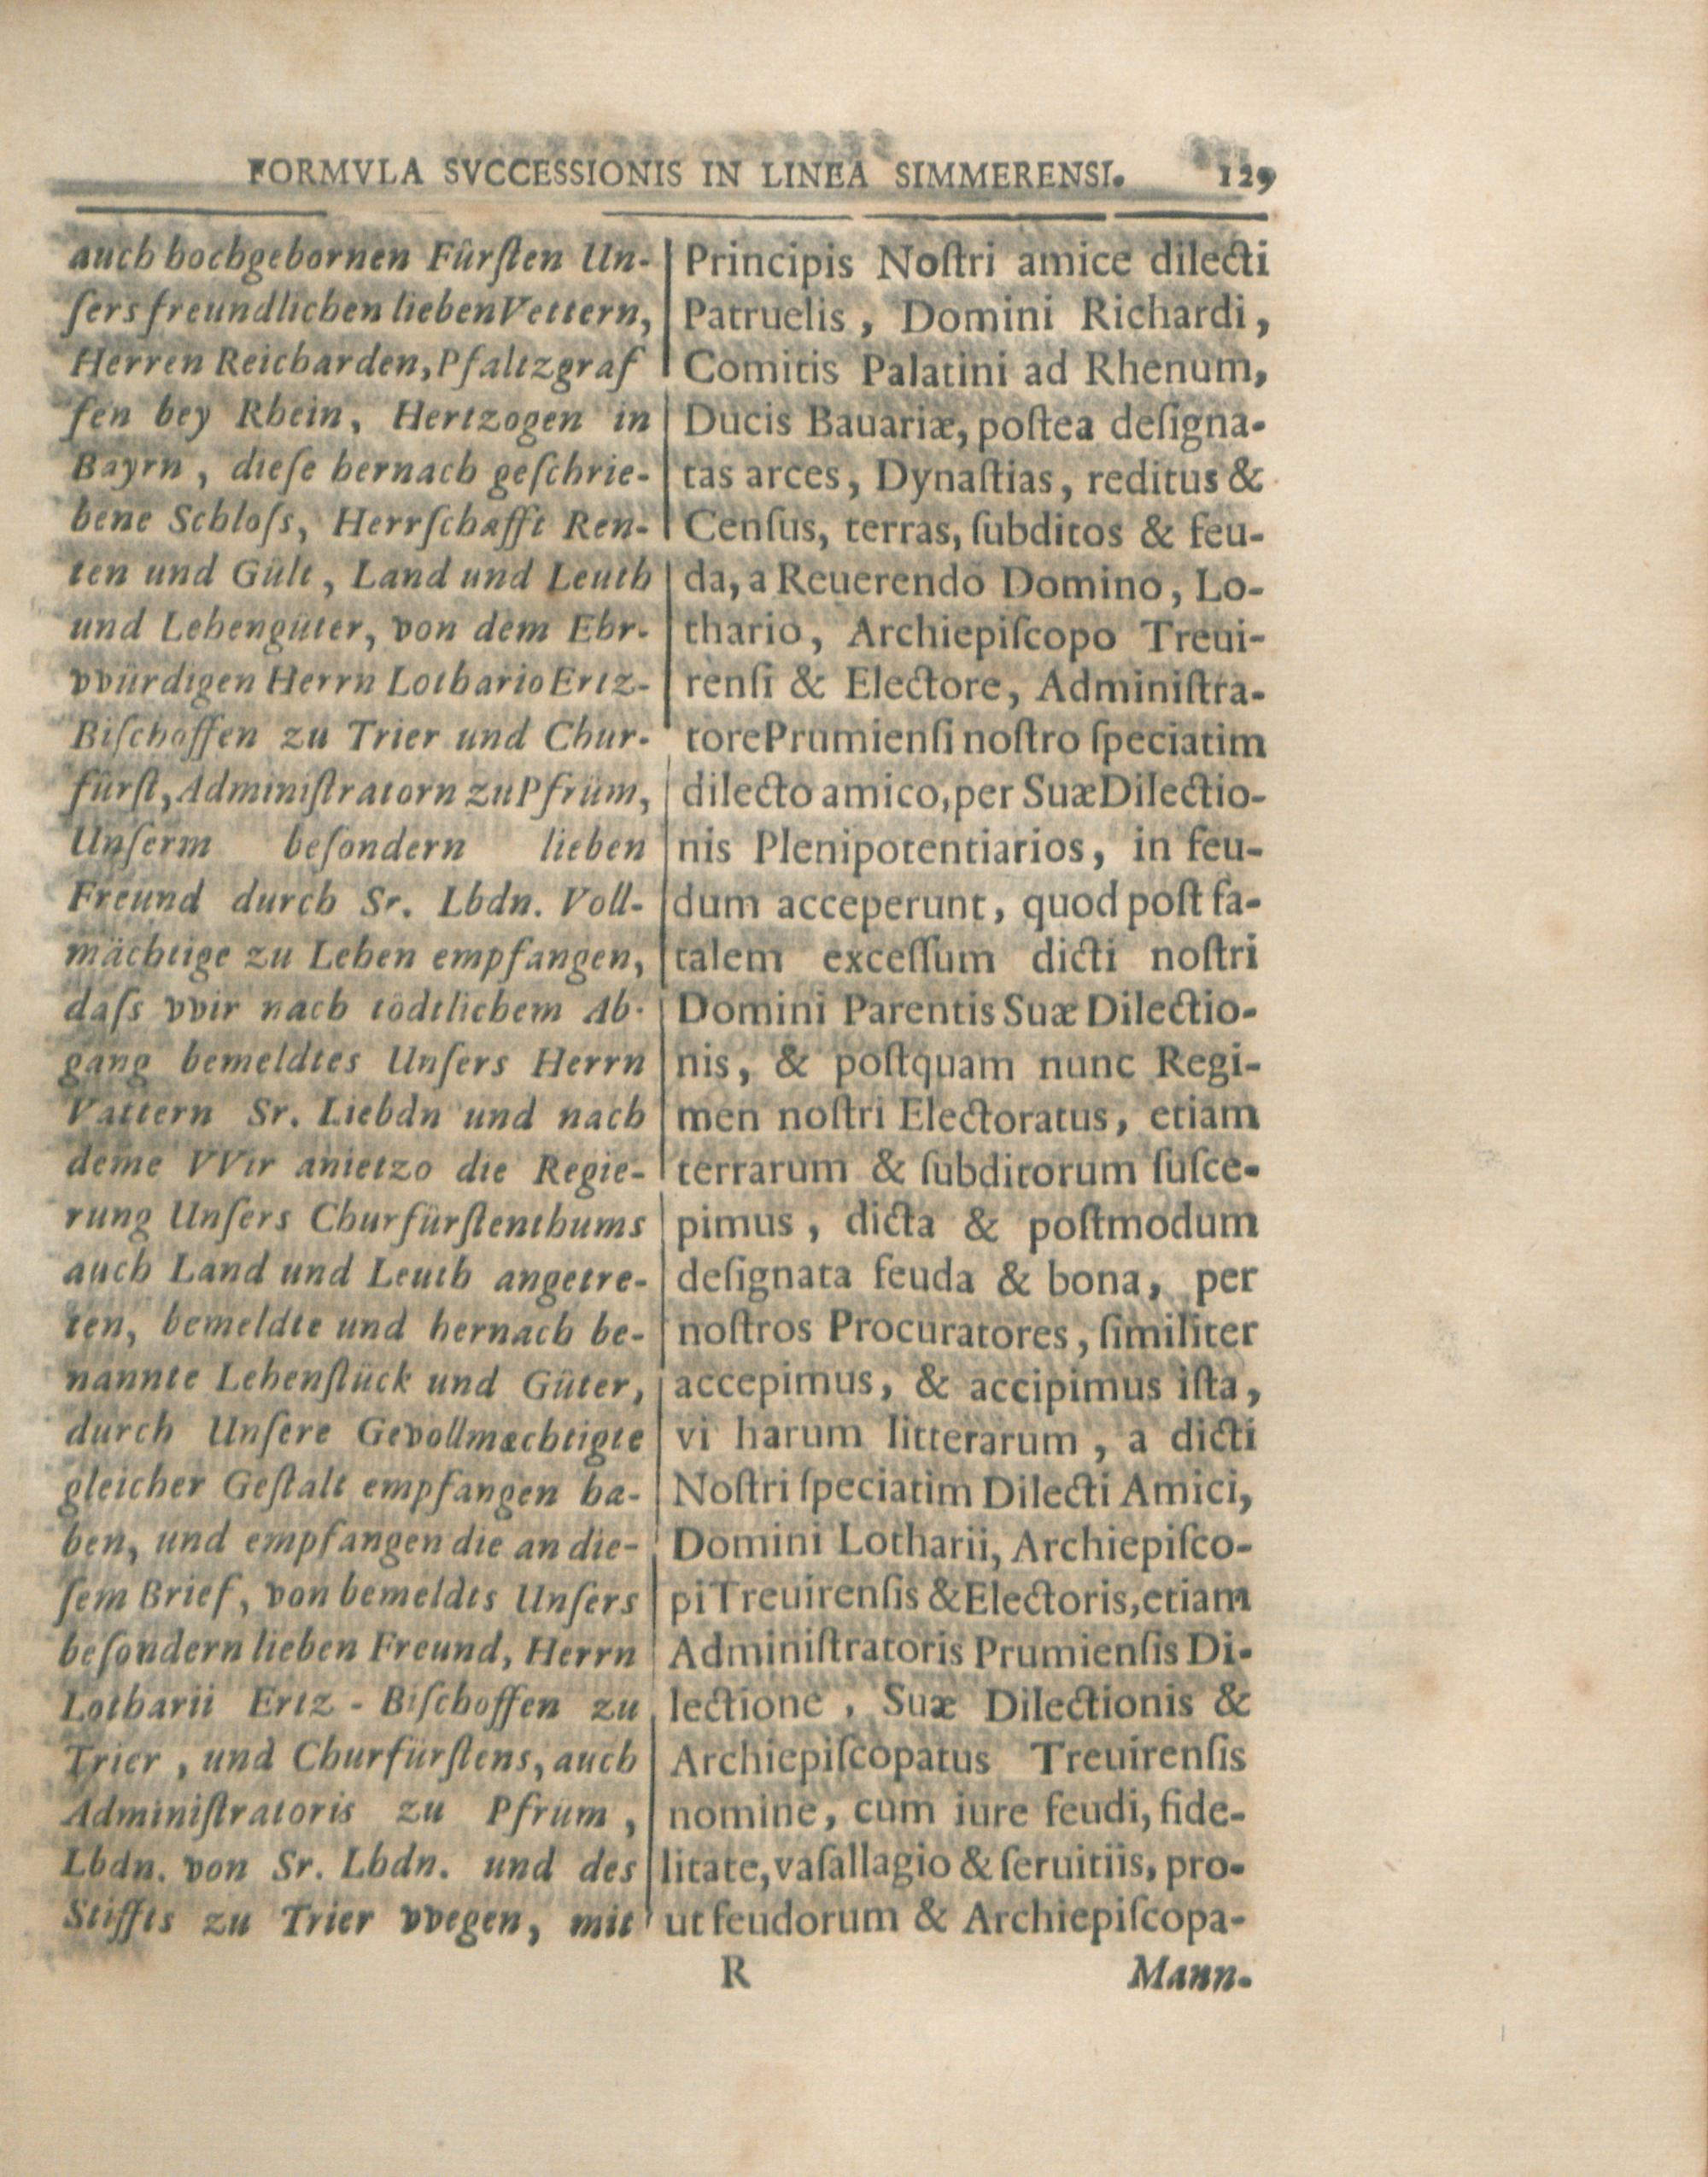 FORMVLA SVCCESSIONIS IN LINEA SIMMERENSI. 129
auch hochgebornen Fürſten Un-
ſers freundlichen lieben Vettern,
Herren Reicharden, Pfaltzgraf
fen bey Rhein, Hertzogen in
Bayrn, dieſe hernach geſchrie-
bene Schloſs, Herrſchafft Ren-
ten und Gült, Land und Leuth
und Lehengüter, von dem Ehr-
vvürdigen Herrn Lothario Ertz-
Biſchoffen zu Trier und Chur-
fürſt, Adminiſtratorn zu Pfrüm,
Unſerm beſondern lieben
Freund durch Sr. Lbdn. Voll-
mächtige zu Lehen empfangen,
daſs vvir nach tödtlichem Ab-
gang bemeldtes Unſers Herrn
Vattern Sr. Liebdn und nach
deme VVir anietzo die Regie-
rung Unſers Churfürſtenthums
auch Land und Leuth angetre-
ten, bemeldte und hernach be-
nannte Lehenſtück und Güter,
durch Unſere Gevollmæchtigte
gleicher Geſtalt empfangen ha-
ben, und empfangen die an die-
ſem Brief, von bemeldts Unſers
beſondern lieben Freund, Herrn
Lotharii Ertz-Biſchoffen zu
Trier, und Churfürſtens, auch
Adminiſtratoris zu Pfrüm,
Lbdn. von Sr. Lbdn. und des
Stiffts zu Trier vvegen, mit
Principis Noſtri amice dilecti
Patruelis, Domini Richardi,
Comitis Palatini ad Rhenum,
Ducis Bauariæ, poſtea deſigna-
tas arces, Dynaſtias, reditus &
Cenſus, terras, ſubditos & feu-
da, a Reuerendo Domino, Lo-
thario, Archiepiſcopo Treui-
renſi & Electore, Adminiſtra-
tore Prumienſi noſtro ſpeciatim
dilecto amico, per Suæ Dilectio-
nis Plenipotentiarios, in feu-
dum acceperunt, quod poſt fa-
talem exceſſum dicti noſtri
Domini Parentis Suæ Dilectio-
nis, & poſtquam nunc Regi-
men noſtri Electoratus, etiam
terrarum & ſubditorum ſuſce-
pimus, dicta & poſtmodum
deſignata feuda & bona, per
noſtros Procuratores, ſimiliter
accepimus, & accipimus iſta,
vi harum litterarum, a dicti
Noſtri ſpeciatim Dilecti Amici,
Domini Lotharii, Archiepiſco-
pi Treuirenſis & Electoris, etiam
Adminiſtratoris Prumienſis Di-
lectione, Suæ Dilectionis &
Archiepiſcopatus Treuirenſis
nomine, cum iure feudi, fide-
litate, vaſallagio & ſeruitiis, pro-
ut feudorum & Archiepiſcopa-
R Mann-